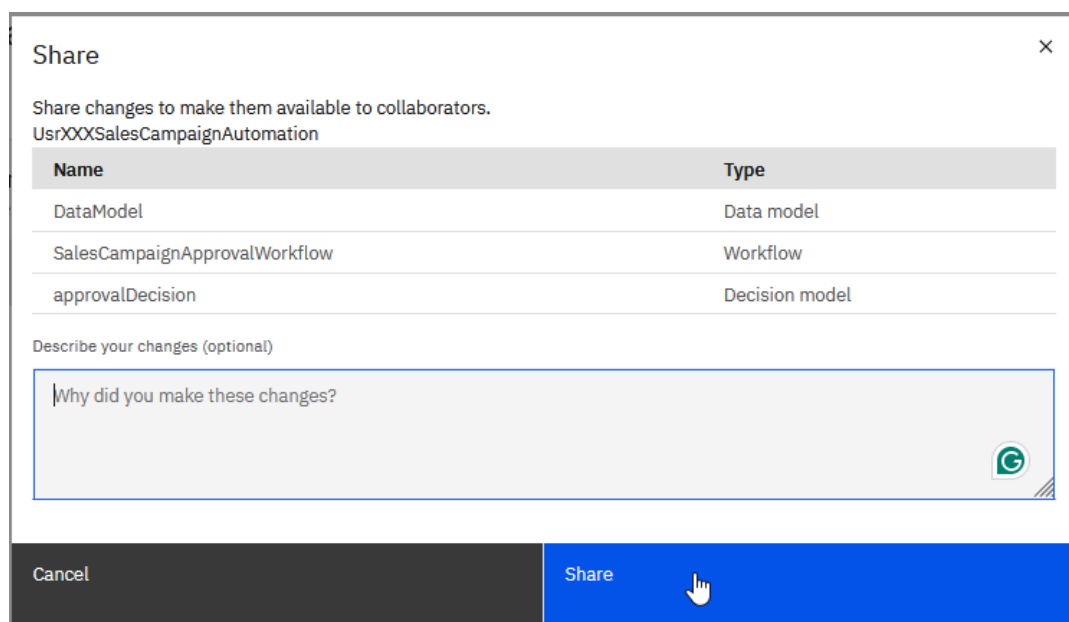 Share
Share changes to make them available to collaborators.
UsrXXXSalesCampaignAutomation
Name Type
DataModel Data model
SalesCampaignApprovalWorkflow Workflow
approvalDecision Decision model
Describe your changes (optional)
Why did you make these changes?
Cancel Share